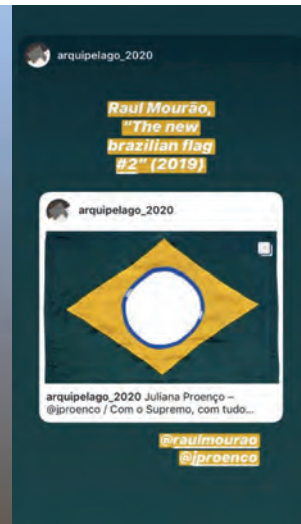 arquipelago_2020
Raul Mourão,
"The new
brazilian flag
#2" (2019)
arquipelago_2020
arquipelago_2020 Juliana Proenço –
@jproenco / Com o Supremo, com tudo...
@raulmourao
@jproenco